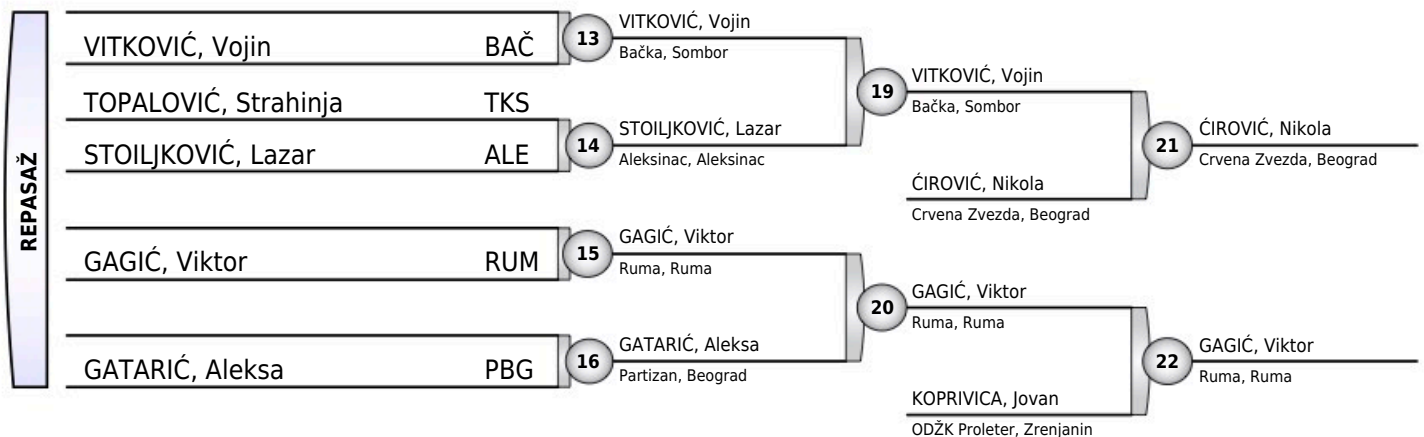 REPASAŽ
VITKOVIĆ, Vojin BAČ
TOPALOVIĆ, Strahinja TKS
STOILJKOVIĆ, Lazar ALE
GAGIĆ, Viktor RUM
GATARIĆ, Aleksa PBG
13
VITKOVIĆ, Vojin
Bačka, Sombor
14
STOILJKOVIĆ, Lazar
Aleksinac, Aleksinac
15
GAGIĆ, Viktor
Ruma, Ruma
16
GATARIĆ, Aleksa
Partizan, Beograd
19
VITKOVIĆ, Vojin
Bačka, Sombor
ĆIROVIĆ, Nikola
Crvena Zvezda, Beograd
20
GAGIĆ, Viktor
Ruma, Ruma
KOPRIVICA, Jovan
ODŽK Proleter, Zrenjanin
21
ĆIROVIĆ, Nikola
Crvena Zvezda, Beograd
22
GAGIĆ, Viktor
Ruma, Ruma